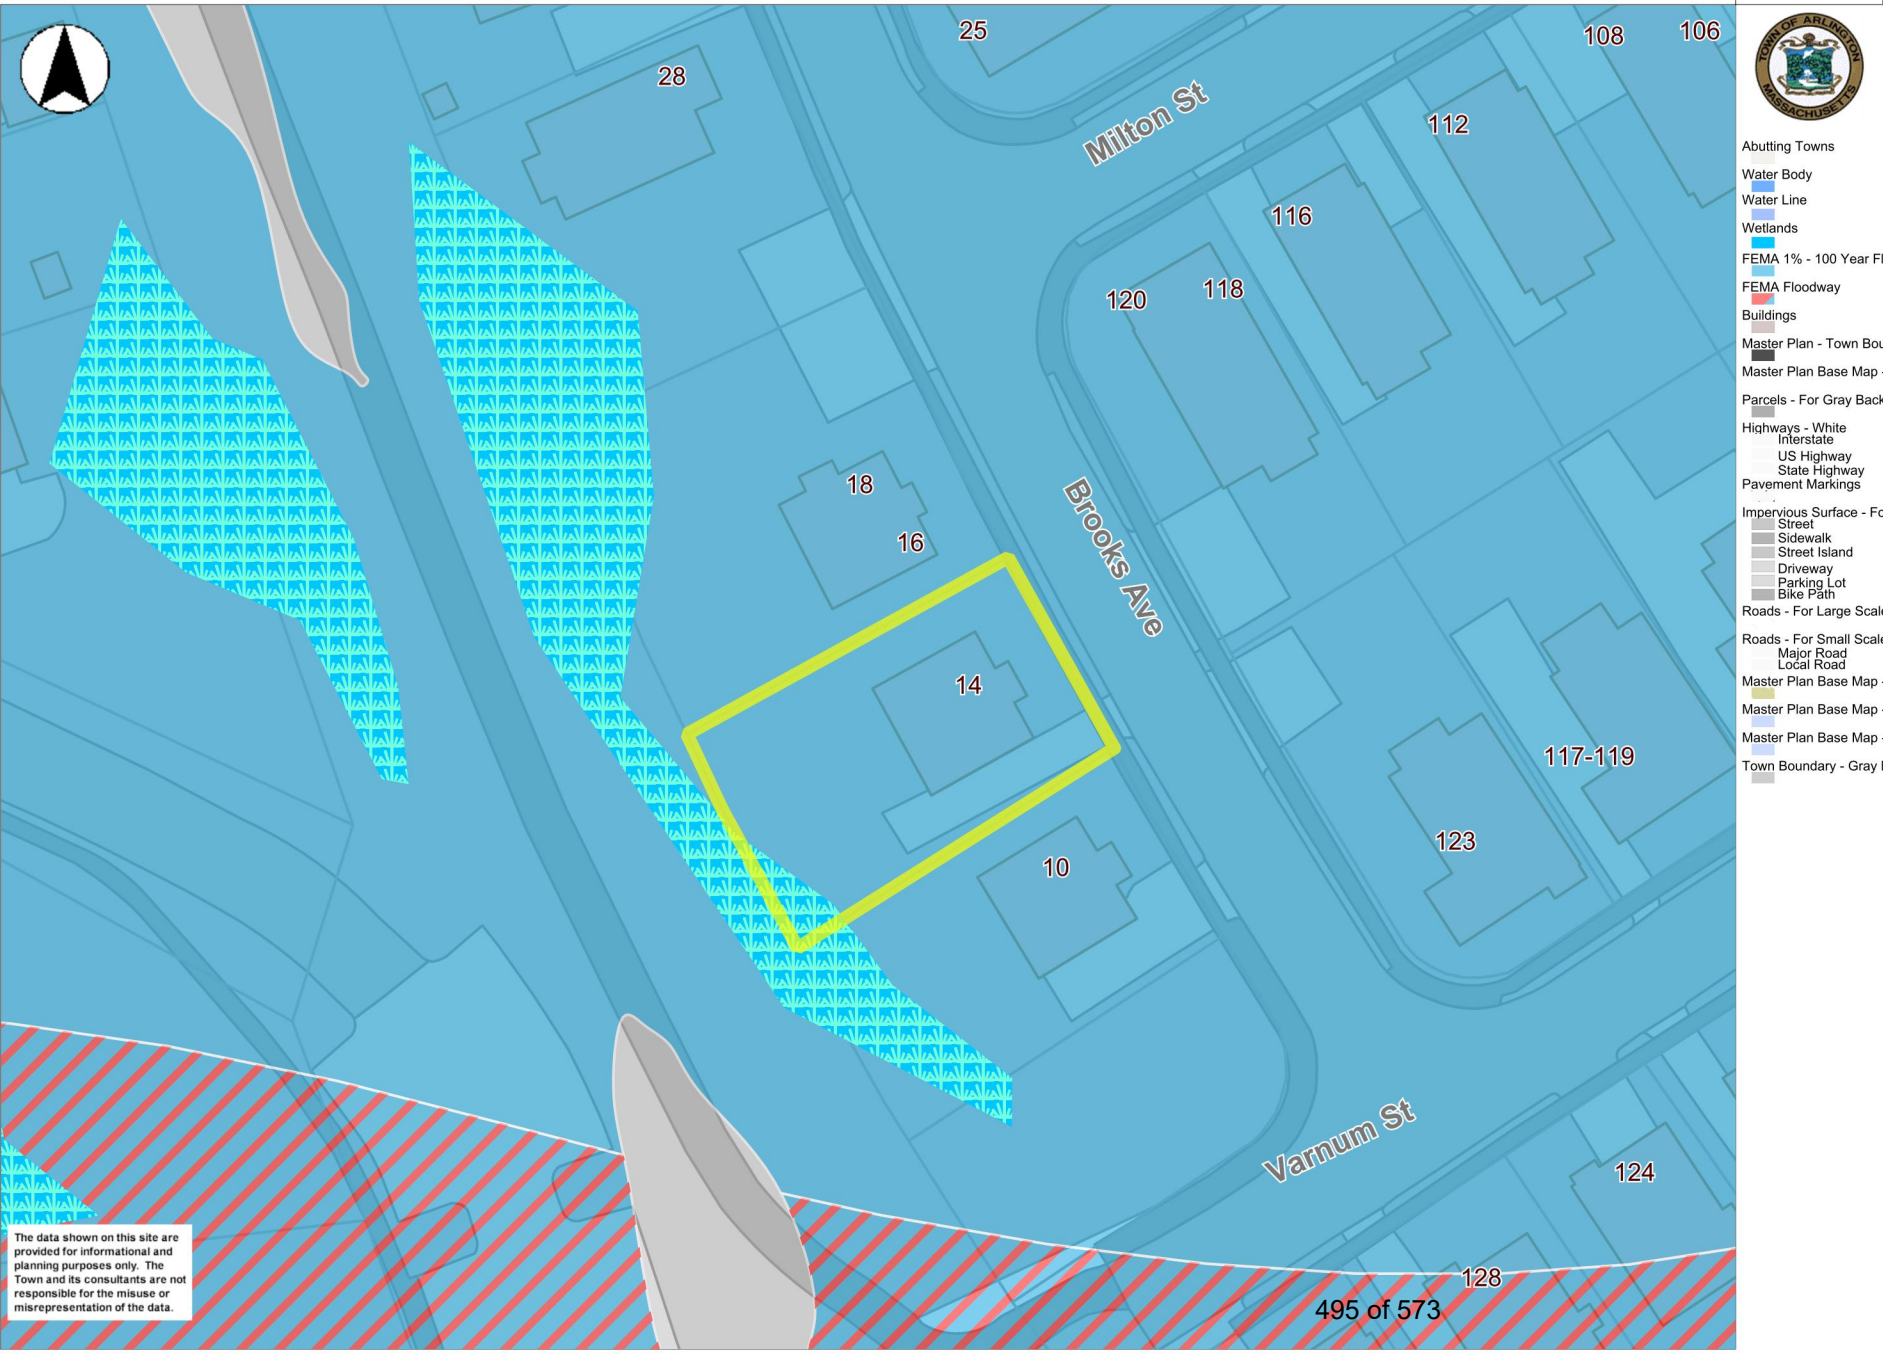 25
108
106
28
Milton St
112
116
118
120
18
16
Brooks Ave
14
117-119
123
10
Varnum St
124
128
495 of 573
The data shown on this site are
provided for informational and
planning purposes only. The
Town and its consultants are not
responsible for the misuse or
misrepresentation of the data.
TOWN OF ARLINGTON
MASSACHUSETTS
Abutting Towns
Water Body
Water Line
Wetlands
FEMA 1% - 100 Year Fl
FEMA Floodway
Buildings
Master Plan - Town Bou
Master Plan Base Map -
Parcels - For Gray Back
Highways - White
Interstate
US Highway
State Highway
Pavement Markings
Impervious Surface - Fo
Street
Sidewalk
Street Island
Driveway
Parking Lot
Bike Path
Roads - For Large Scale
Roads - For Small Scale
Major Road
Local Road
Master Plan Base Map -
Master Plan Base Map -
Master Plan Base Map -
Town Boundary - Gray